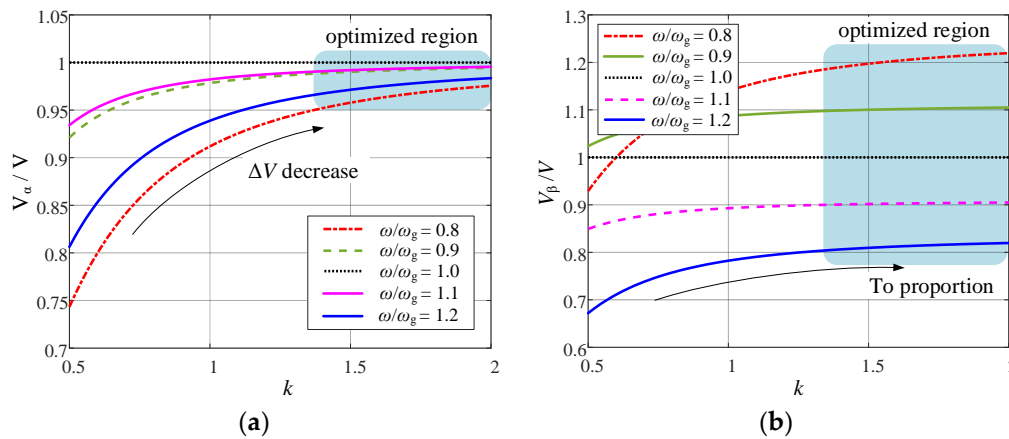 1.05
1
0.95
0.9
0.85
0.8
0.75
0.7
0.5
1
1.5
2
V_α / V
k
optimized region
ΔV decrease
ω/ω_g = 0.8
ω/ω_g = 0.9
ω/ω_g = 1.0
ω/ω_g = 1.1
ω/ω_g = 1.2
(a)
1.3
1.2
1.1
1
0.9
0.8
0.7
0.6
0.5
1
1.5
2
V_β/V
k
ω/ω_g = 0.8
ω/ω_g = 0.9
ω/ω_g = 1.0
ω/ω_g = 1.1
ω/ω_g = 1.2
optimized region
To proportion
(b)